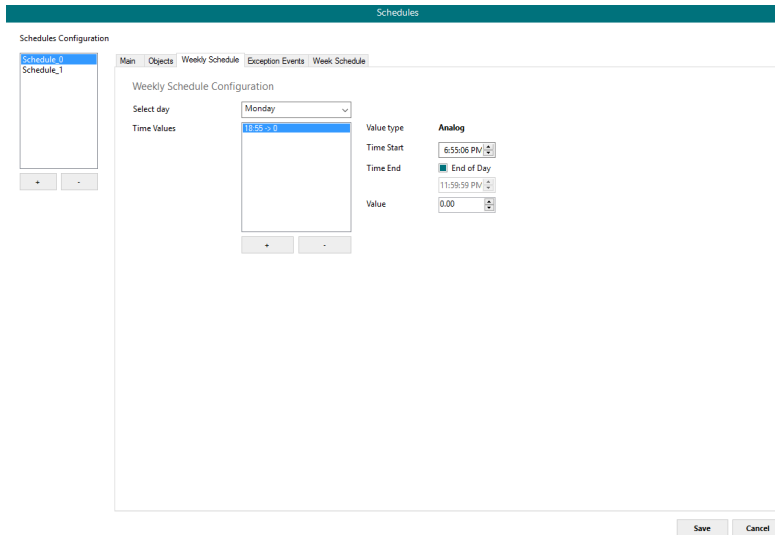 Schedules
Schedules Configuration
Schedule_0
Schedule_1
+ -
Main Objects Weekly Schedule Exception Events Week Schedule
Weekly Schedule Configuration
Select day Monday
Time Values 18:55 -> 0 Value type Analog
Time Start 6:55:06 PM
Time End End of Day
11:59:59 PM
Value 0.00
+ -
Save Cancel